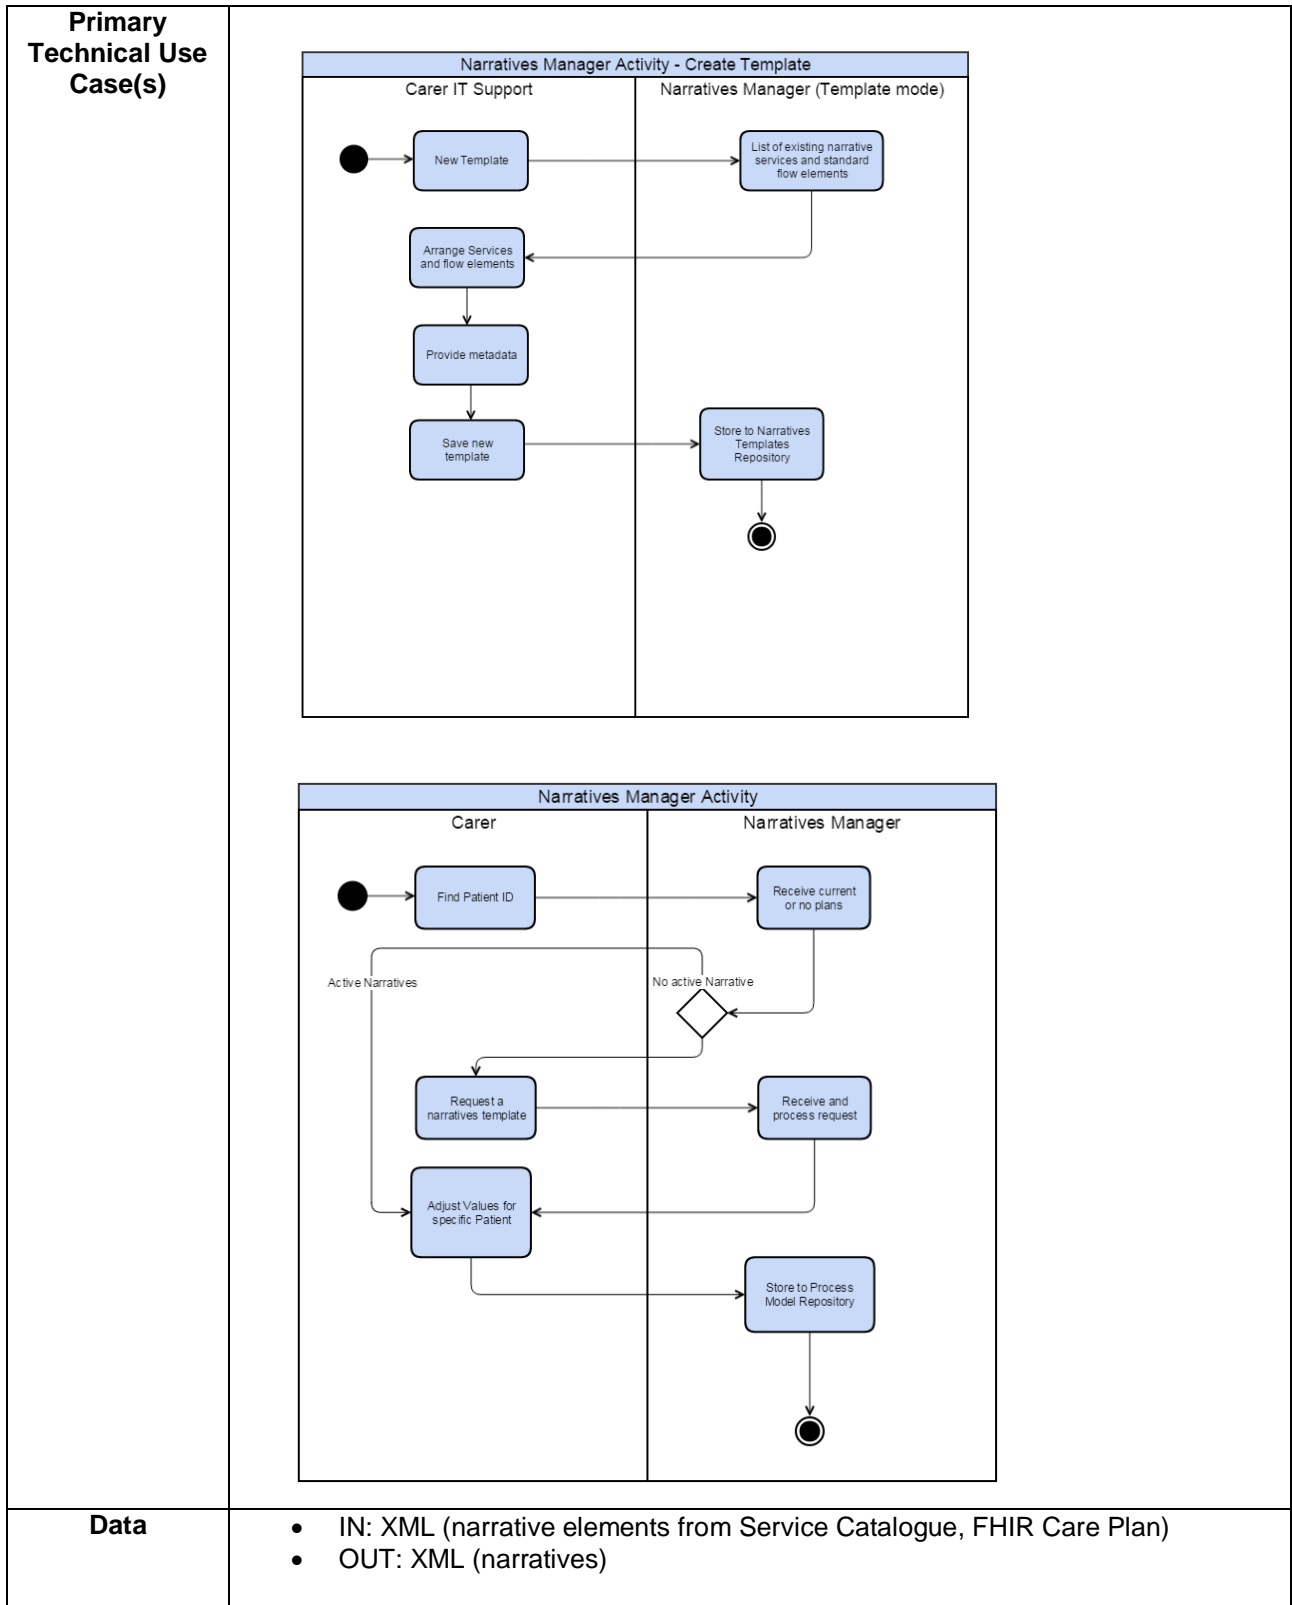 Primary
Technical Use
Case(s)
Narratives Manager Activity - Create Template
Carer IT Support
Narratives Manager (Template mode)
New Template
List of existing narrative
services and standard
flow elements
Arrange Services
and flow elements
Provide metadata
Save new
template
Store to Narratives
Templates
Repository
Narratives Manager Activity
Carer
Narratives Manager
Find Patient ID
Receive current
or no plans
Active Narratives
No active Narrative
Request a
narratives template
Receive and
process request
Adjust Values for
specific Patient
Store to Process
Model Repository
Data
• IN: XML (narrative elements from Service Catalogue, FHIR Care Plan)
• OUT: XML (narratives)